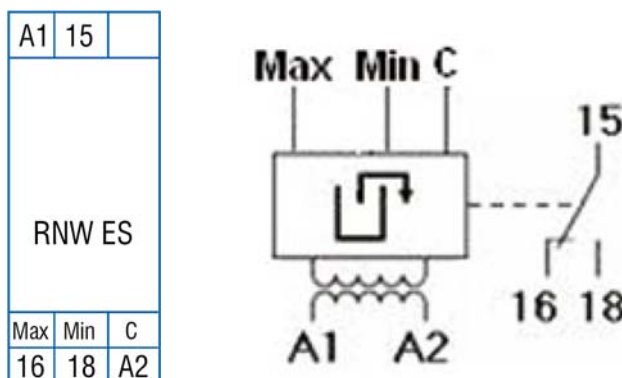 A1 15
RNW ES
Max Min C
16 18 A2
Max Min C
15
16 18
A1 A2